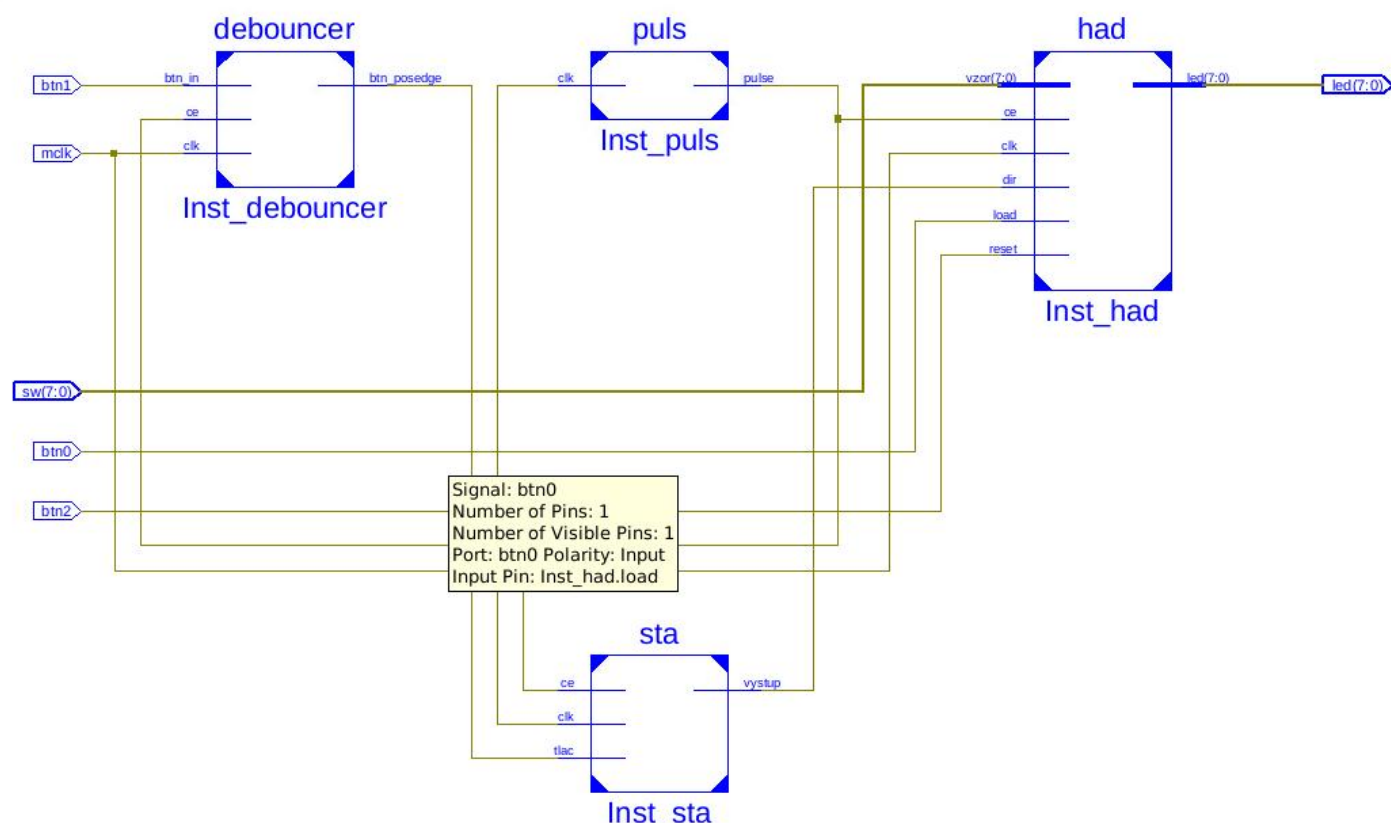 debouncer
puls
had
btn1
btn_in
btn_posedge
clk
pulse
vzor(7:0)
led(7:0)
led(7:0)
ce
ce
mclk
clk
Inst_puls
clk
dir
Inst_debouncer
load
reset
Inst_had
sw(7:0)
btn0
btn2
Signal: btn0
Number of Pins: 1
Number of Visible Pins: 1
Port: btn0 Polarity: Input
Input Pin: Inst_had.load
sta
ce
vystup
clk
tlac
Inst_sta